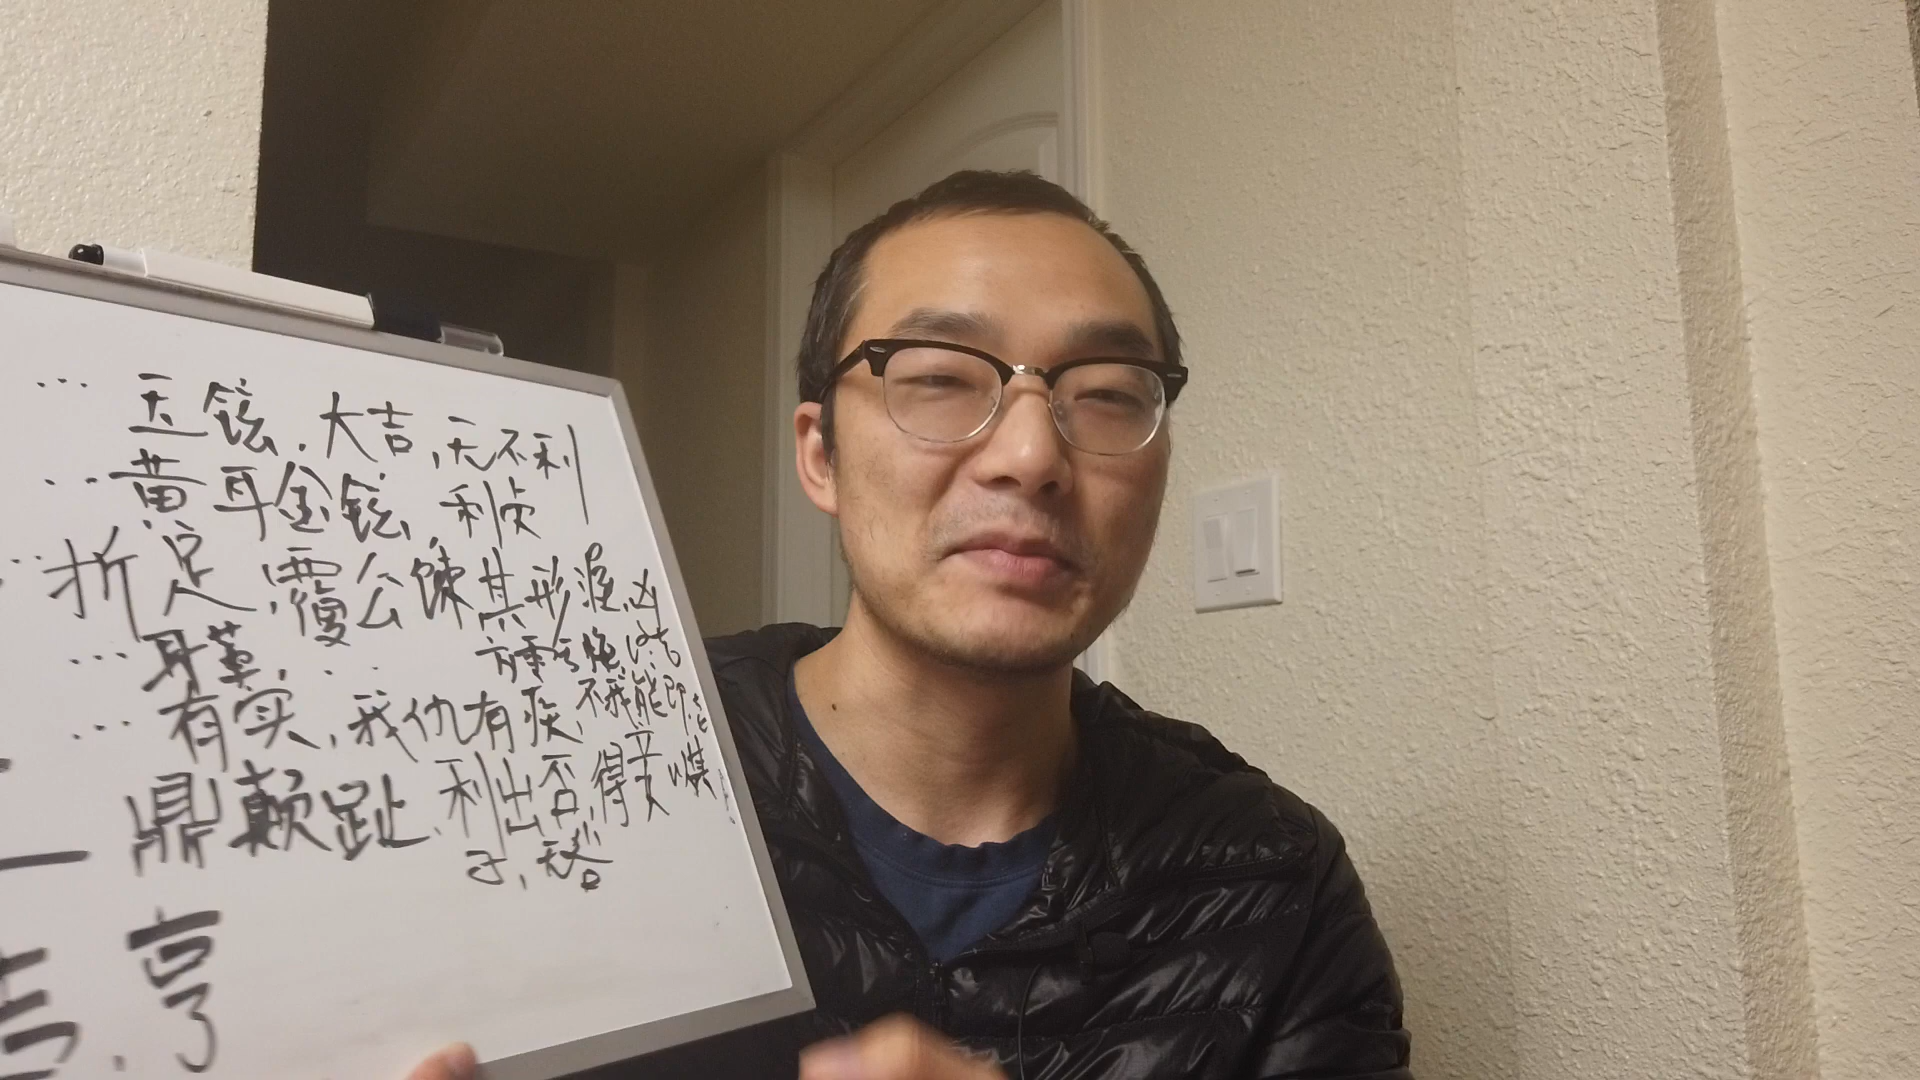 ... 玉铉,大吉,无不利
... 黄耳金铉,利贞
... 折足,覆公餗其形渥,凶
... 耳革, ... 方雨亏悔,终吉
... 有实,我仇有疾,不我能即,吉
鼎颠趾,利出否,得妾以其
子,无咎
吉,亨